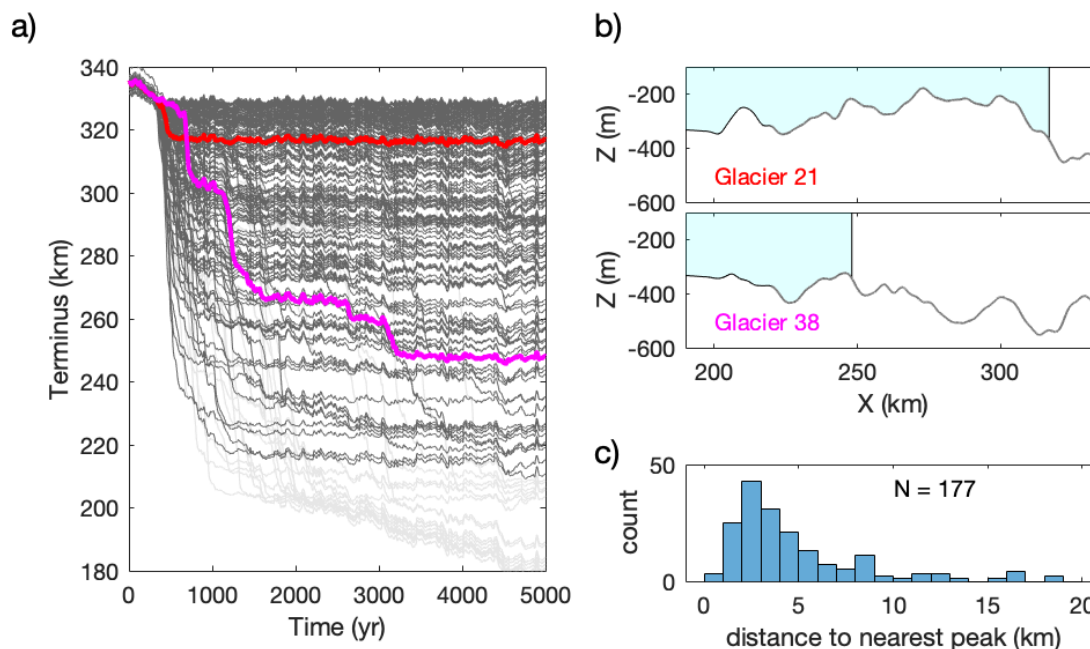 a)
340
320
300
280
260
240
220
200
180
Terminus (km)
0 1000 2000 3000 4000 5000
Time (yr)
b)
-200
-400
-600
Z (m)
Glacier 21
-200
-400
-600
Z (m)
Glacier 38
200 250 300
X (km)
c)
50
0
count
N = 177
0 5 10 15 20
distance to nearest peak (km)